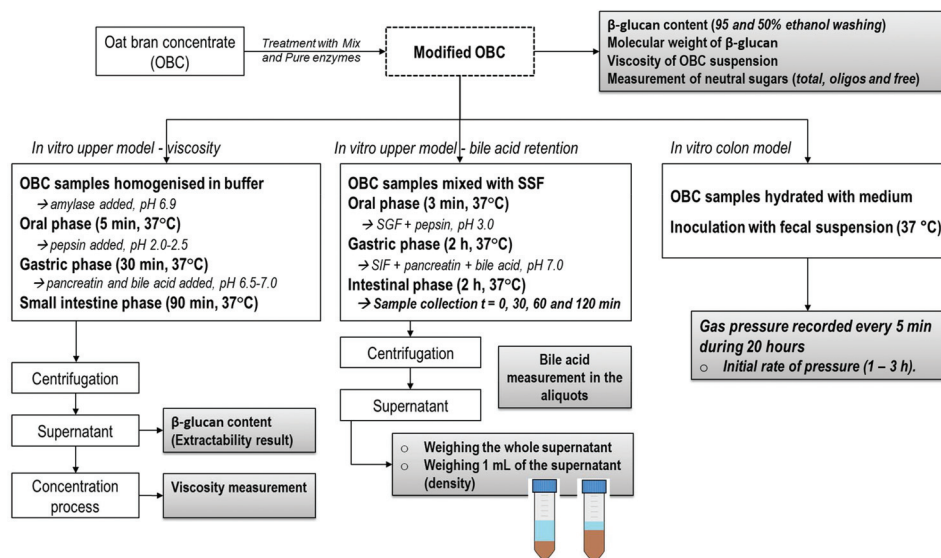 Oat bran concentrate
(OBC)
Treatment with Mix
and Pure enzymes
Modified OBC
β-glucan content (95 and 50% ethanol washing)
Molecular weight of β-glucan
Viscosity of OBC suspension
Measurement of neutral sugars (total, oligos and free)
In vitro upper model - viscosity
OBC samples homogenised in buffer
→ amylase added, pH 6.9
Oral phase (5 min, 37°C)
→ pepsin added, pH 2.0-2.5
Gastric phase (30 min, 37°C)
→ pancreatin and bile acid added, pH 6.5-7.0
Small intestine phase (90 min, 37°C)
Centrifugation
Supernatant
β-glucan content
(Extractability result)
Concentration
process
Viscosity measurement
In vitro upper model - bile acid retention
OBC samples mixed with SSF
Oral phase (3 min, 37°C)
→ SGF + pepsin, pH 3.0
Gastric phase (2 h, 37°C)
→ SIF + pancreatin + bile acid, pH 7.0
Intestinal phase (2 h, 37°C)
→ Sample collection t = 0, 30, 60 and 120 min
Centrifugation
Supernatant
Bile acid
measurement in the
aliquots
○ Weighing the whole supernatant
○ Weighing 1 mL of the supernatant
(density)
In vitro colon model
OBC samples hydrated with medium
Inoculation with fecal suspension (37 °C)
Gas pressure recorded every 5 min
during 20 hours
○ Initial rate of pressure (1 – 3 h).